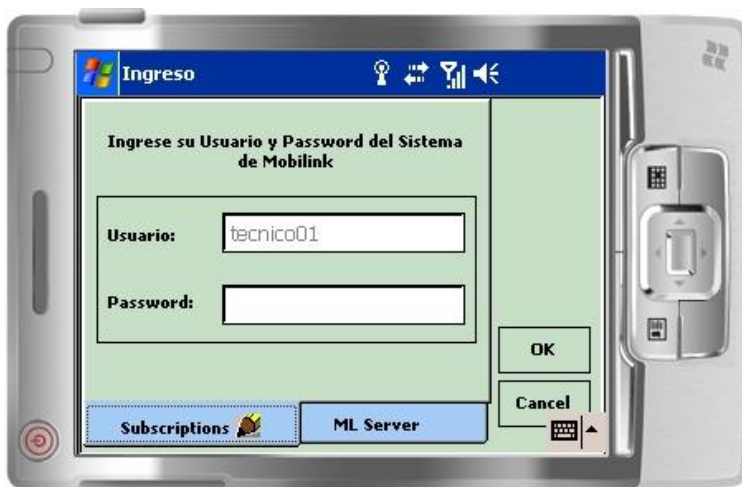 Ingreso
Ingrese su Usuario y Password del Sistema
de Mobilink
Usuario:
tecnico01
Password:
OK
Cancel
Subscriptions
ML Server